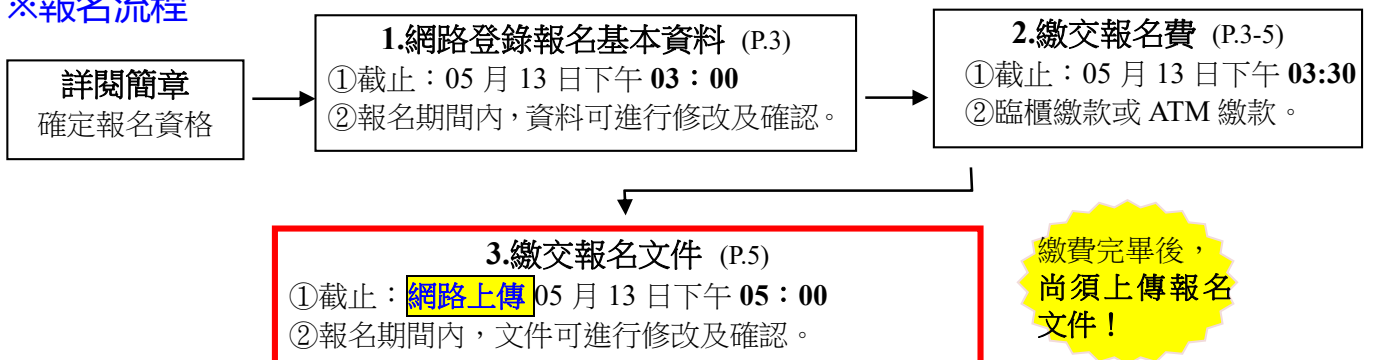 ※報名流程
詳閱簡章
確定報名資格
1.網路登錄報名基本資料 (P.3)
①截止：05 月 13 日下午 03：00
②報名期間內，資料可進行修改及確認。
2.繳交報名費 (P.3-5)
①截止：05 月 13 日下午 03:30
②臨櫃繳款或 ATM 繳款。
3.繳交報名文件 (P.5)
①截止：網路上傳 05 月 13 日下午 05：00
②報名期間內，文件可進行修改及確認。
繳費完畢後，
尚須上傳報名
文件！